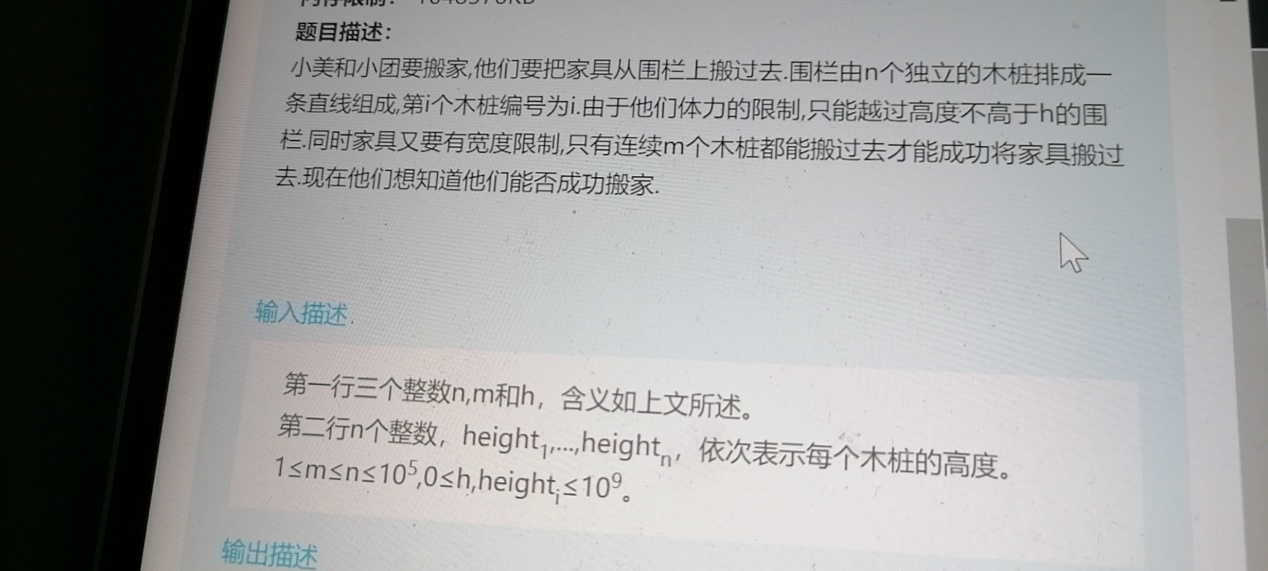 题目描述：
小美和小团要搬家,他们要把家具从围栏上搬过去.围栏由n个独立的木桩排成一
条直线组成,第i个木桩编号为i.由于他们体力的限制,只能越过高度不高于h的围
栏.同时家具又要有宽度限制,只有连续m个木桩都能搬过去才能成功将家具搬过
去.现在他们想知道他们能否成功搬家.
输入描述
第一行三个整数n,m和h，含义如上文所述。
第二行n个整数，height₁,...,heightₙ，依次表示每个木桩的高度。
1≤m≤n≤10⁵,0≤h,heightᵢ≤10⁹。
输出描述